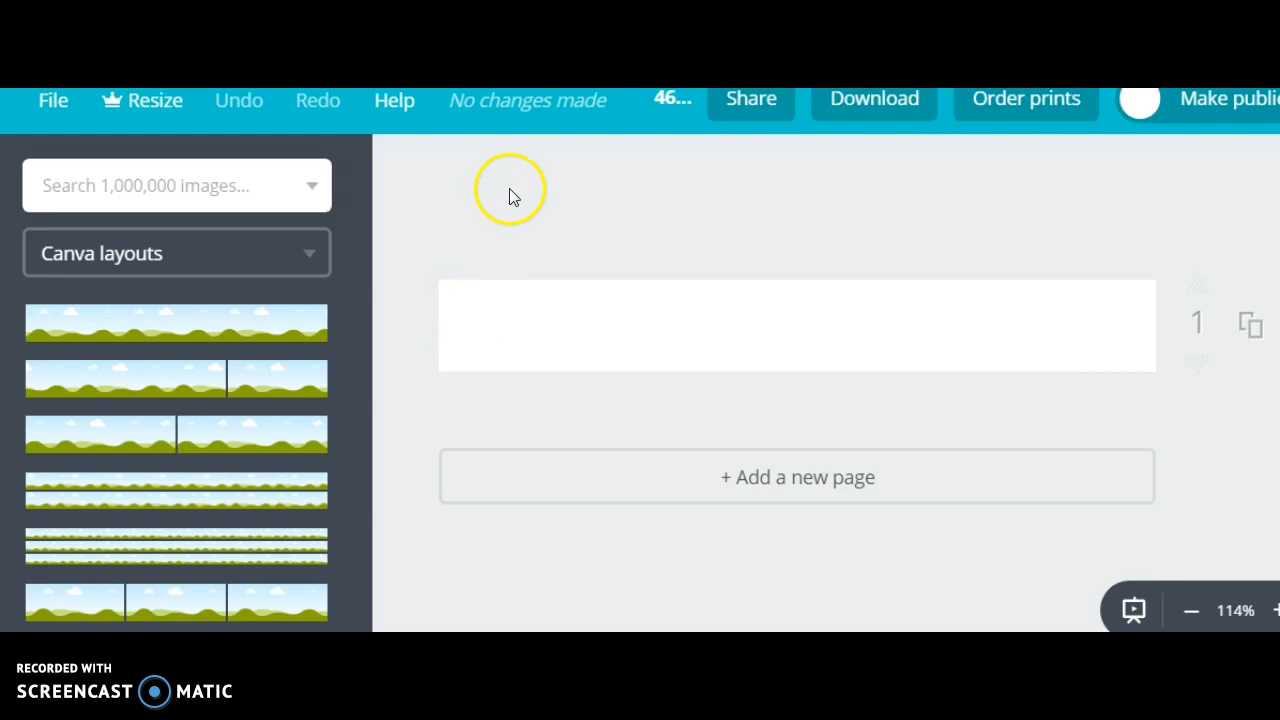 File Resize Undo Redo Help No changes made 46... Share Download Order prints Make public
Search 1,000,000 images...
Canva layouts
1
+ Add a new page
114%
RECORDED WITH
SCREENCAST MATIC